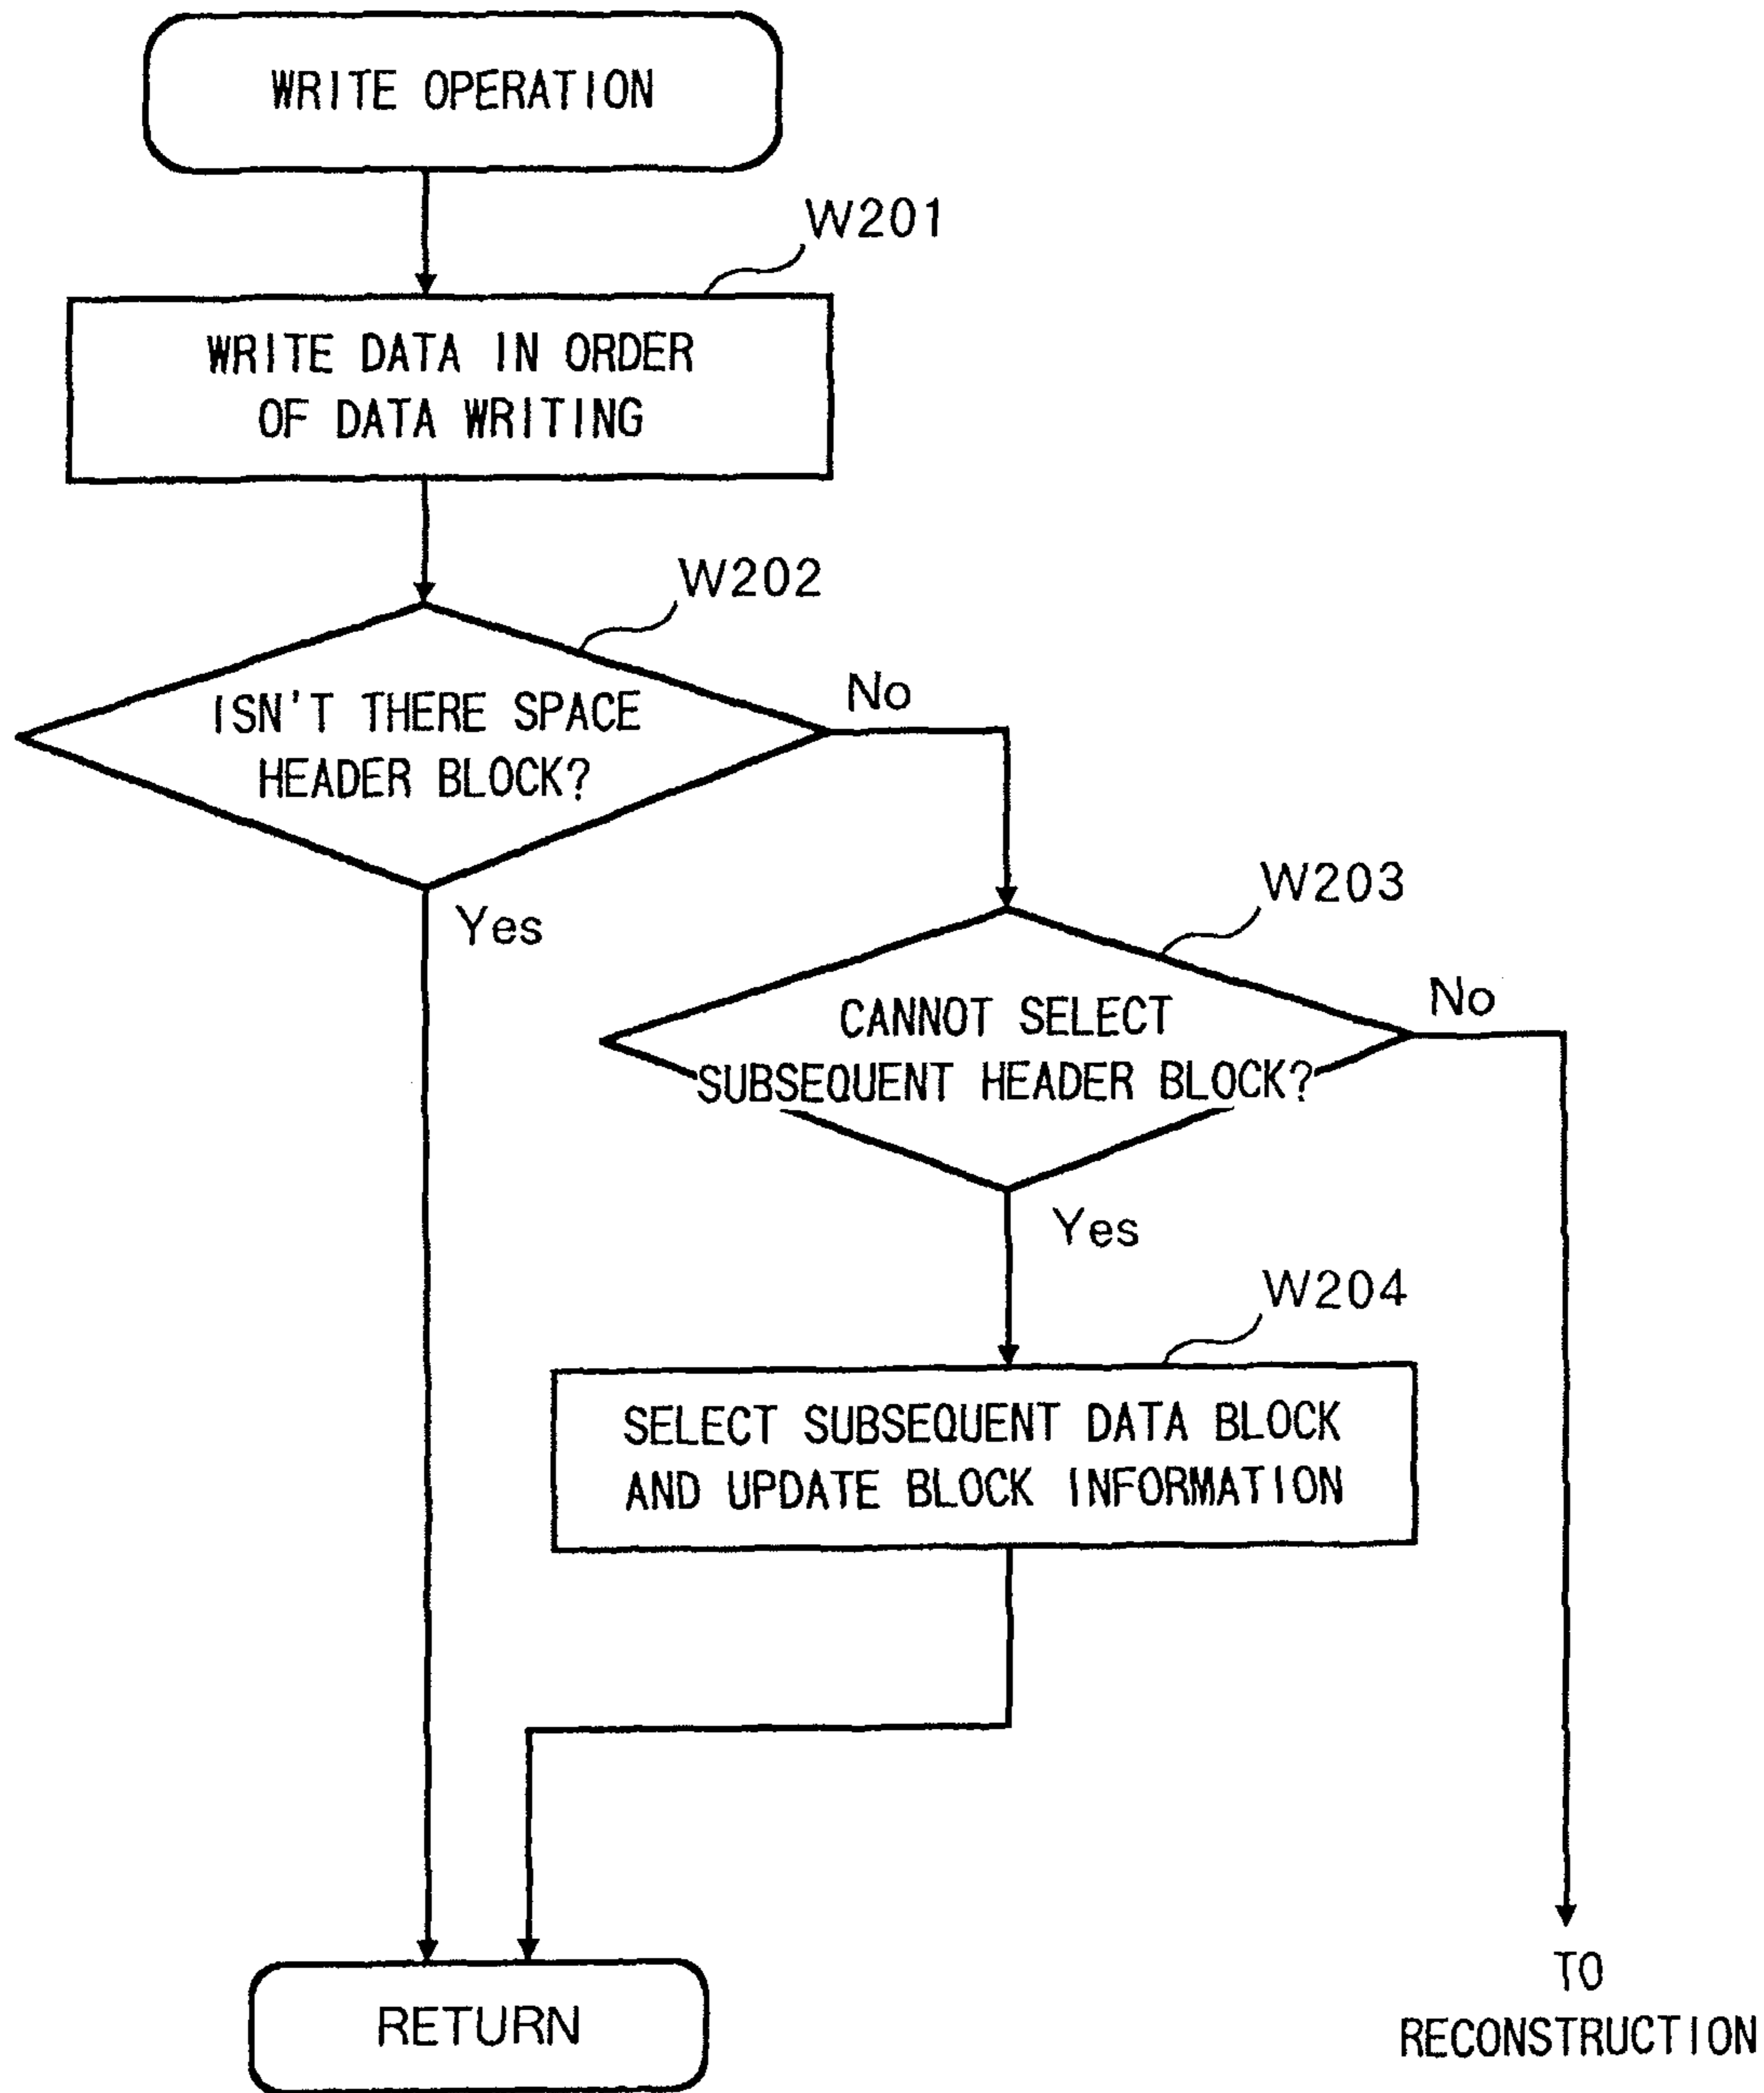 WRITE OPERATION
W201
WRITE DATA IN ORDER
OF DATA WRITING
W202
ISN'T THERE SPACE
HEADER BLOCK?
No
Yes
W203
CANNOT SELECT
SUBSEQUENT HEADER BLOCK?
No
Yes
W204
SELECT SUBSEQUENT DATA BLOCK
AND UPDATE BLOCK INFORMATION
RETURN
TO
RECONSTRUCTION